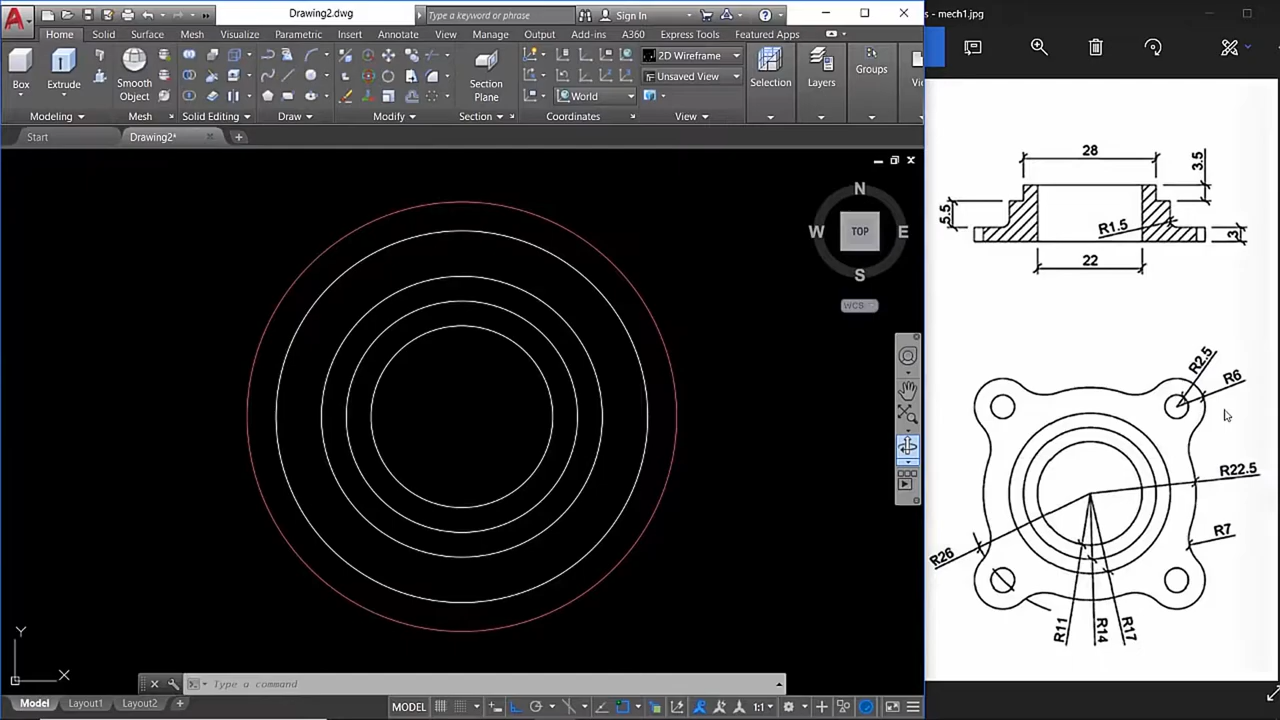 Drawing2.dwg
Type a keyword or phrase
Sign In
s - mech1.jpg
Home Solid Surface Mesh Visualize Parametric Insert Annotate View Manage Output Add-ins A360 Express Tools Featured Apps
2D Wireframe
Unsaved View
World
Box
Extrude
Smooth
Object
Section
Plane
Selection
Layers
Groups
Modeling
Mesh
Solid Editing
Draw
Modify
Section
Coordinates
View
Start
Drawing2*
N
W
TOP
E
S
WCS
Y
X
Type a command
Model
Layout1
Layout2
MODEL
1:1
28
3.5
5.5
R1.5
3
22
R2.5
R6
R22.5
R7
R26
R11
R14
R17